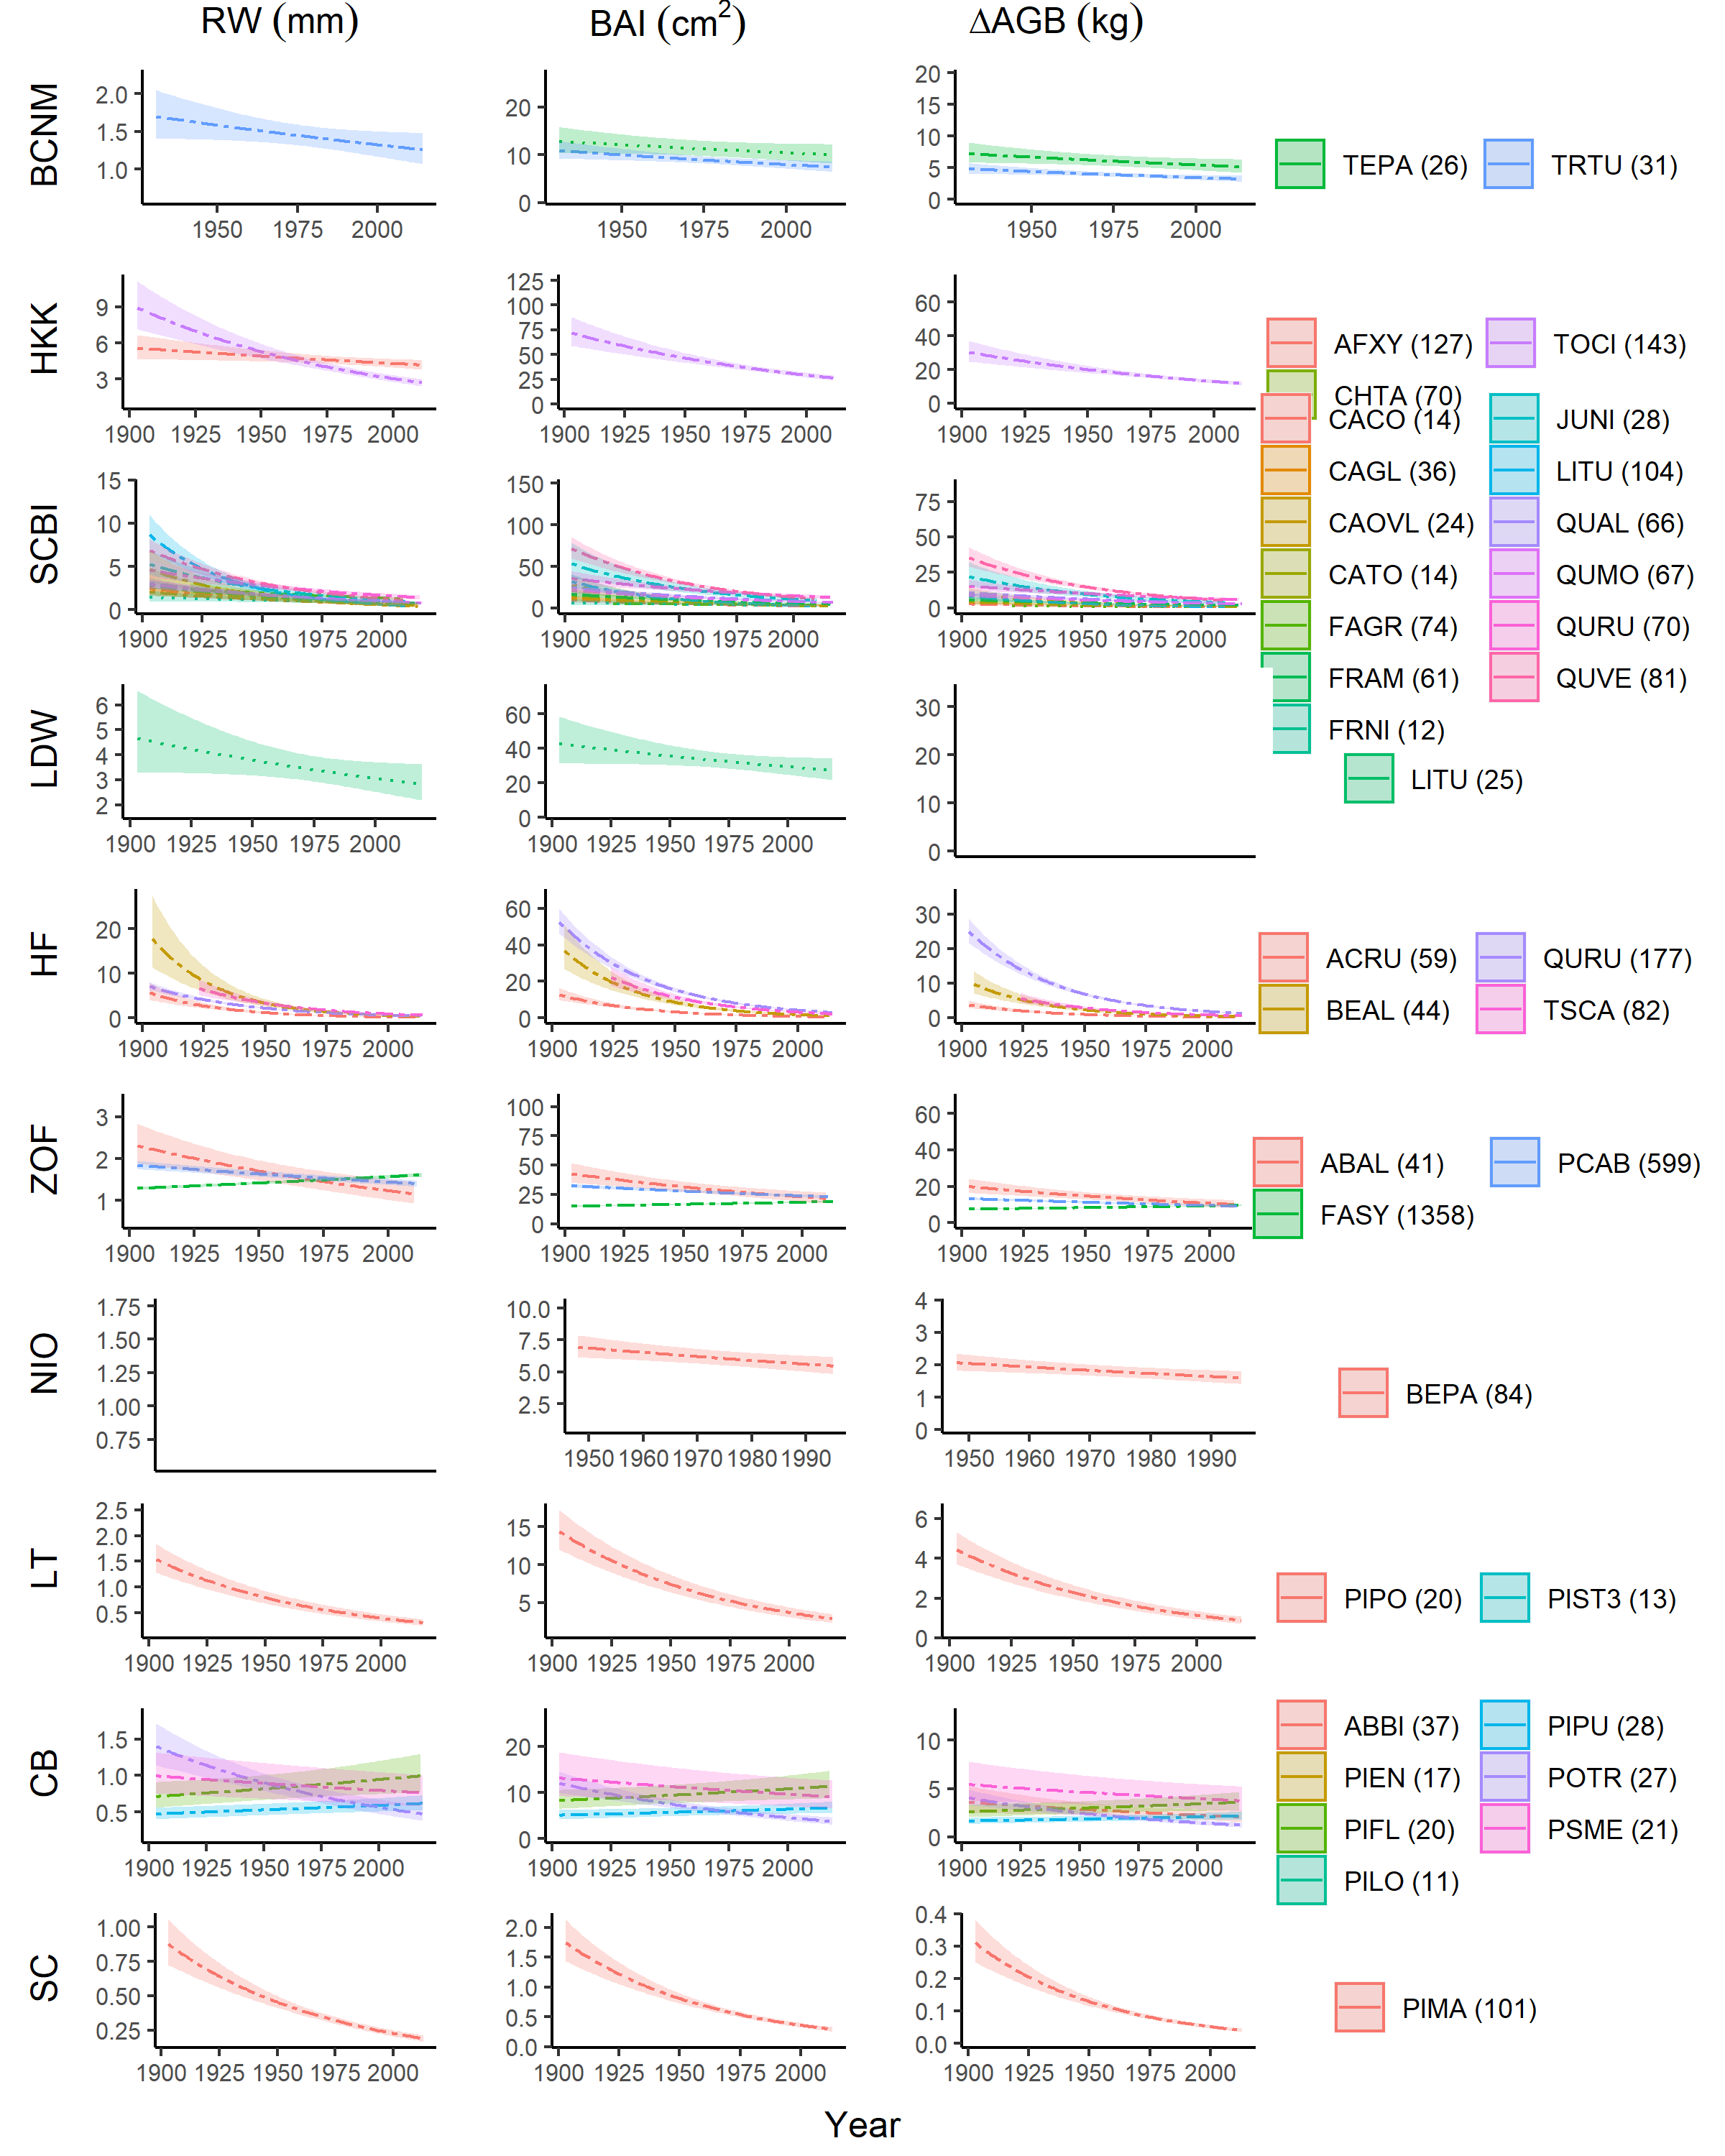 RW (mm) BAI (cm2) ΔAGB (kg)
BCNM
2.0
1.5
1.0
1950 1975 2000
20
10
0
1950 1975 2000
20
15
10
5
0
1950 1975 2000
TEPA (26) TRTU (31)
HKK
9
6
3
1900 1925 1950 1975 2000
125
100
75
50
25
0
1900 1925 1950 1975 2000
60
40
20
0
1900 1925 1950 1975 2000
AFXY (127) TOCI (143)
CHTA (70)
SCBI
15
10
5
0
1900 1925 1950 1975 2000
150
100
50
0
1900 1925 1950 1975 2000
75
50
25
0
1900 1925 1950 1975 2000
CACO (14) JUNI (28)
CAGL (36) LITU (104)
CAOVL (24) QUAL (66)
CATO (14) QUMO (67)
FAGR (74) QURU (70)
FRAM (61) QUVE (81)
FRNI (12)
LDW
6
5
4
3
2
1900 1925 1950 1975 2000
60
40
20
0
1900 1925 1950 1975 2000
30
20
10
0
LITU (25)
HF
20
10
0
1900 1925 1950 1975 2000
60
40
20
0
1900 1925 1950 1975 2000
30
20
10
0
1900 1925 1950 1975 2000
ACRU (59) QURU (177)
BEAL (44) TSCA (82)
ZOF
3
2
1
1900 1925 1950 1975 2000
100
75
50
25
0
1900 1925 1950 1975 2000
60
40
20
0
1900 1925 1950 1975 2000
ABAL (41) PCAB (599)
FASY (1358)
NIO
1.75
1.50
1.25
1.00
0.75
10.0
7.5
5.0
2.5
1950 1960 1970 1980 1990
4
3
2
1
0
1950 1960 1970 1980 1990
BEPA (84)
LT
2.5
2.0
1.5
1.0
0.5
1900 1925 1950 1975 2000
15
10
5
1900 1925 1950 1975 2000
6
4
2
0
1900 1925 1950 1975 2000
PIPO (20) PIST3 (13)
CB
1.5
1.0
0.5
1900 1925 1950 1975 2000
20
10
0
1900 1925 1950 1975 2000
10
5
0
1900 1925 1950 1975 2000
ABBI (37) PIPU (28)
PIEN (17) POTR (27)
PIFL (20) PSME (21)
PILO (11)
SC
1.00
0.75
0.50
0.25
1900 1925 1950 1975 2000
2.0
1.5
1.0
0.5
0.0
1900 1925 1950 1975 2000
0.4
0.3
0.2
0.1
0.0
1900 1925 1950 1975 2000
PIMA (101)
Year